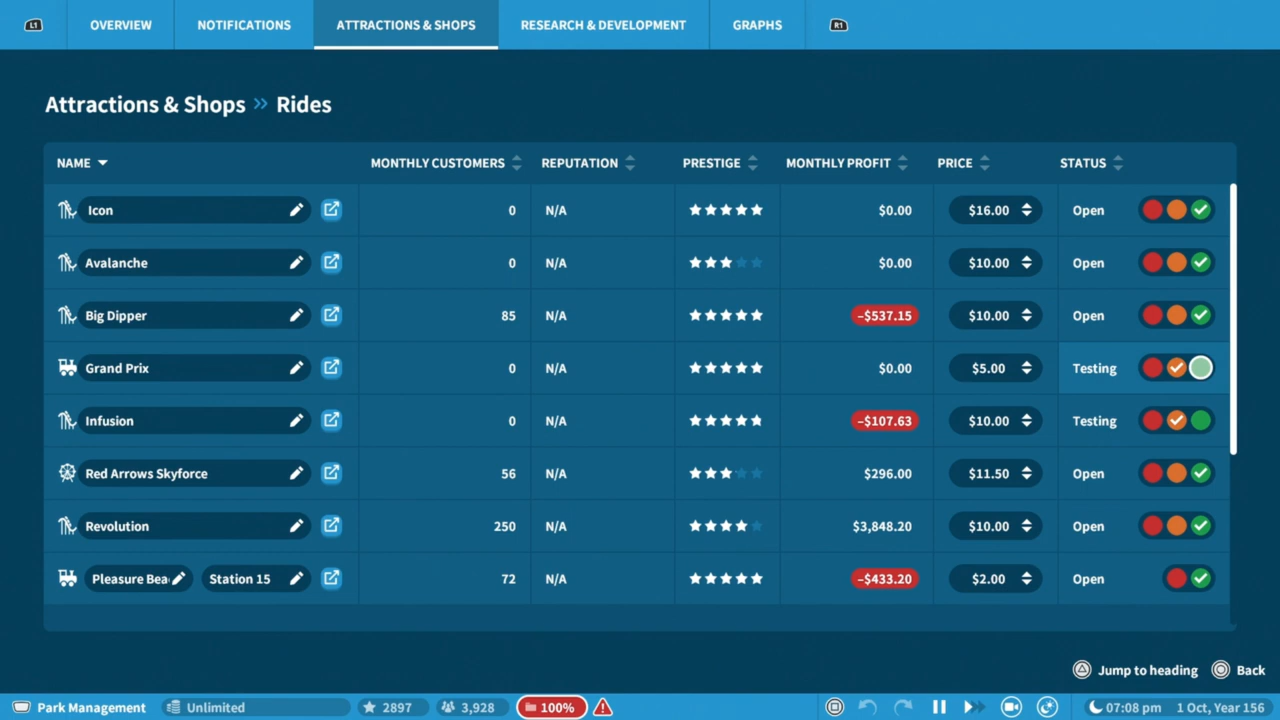 L1 OVERVIEW NOTIFICATIONS ATTRACTIONS & SHOPS RESEARCH & DEVELOPMENT GRAPHS R1
Attractions & Shops » Rides
NAME MONTHLY CUSTOMERS REPUTATION PRESTIGE MONTHLY PROFIT PRICE STATUS
Icon 0 N/A $0.00 $16.00 Open
Avalanche 0 N/A $0.00 $10.00 Open
Big Dipper 85 N/A –$537.15 $10.00 Open
Grand Prix 0 N/A $0.00 $5.00 Testing
Infusion 0 N/A –$107.63 $10.00 Testing
Red Arrows Skyforce 56 N/A $296.00 $11.50 Open
Revolution 250 N/A $3,848.20 $10.00 Open
Pleasure Bea Station 15 72 N/A –$433.20 $2.00 Open
Jump to heading Back
Park Management Unlimited 2897 3,928 100% 07:08 pm 1 Oct, Year 156